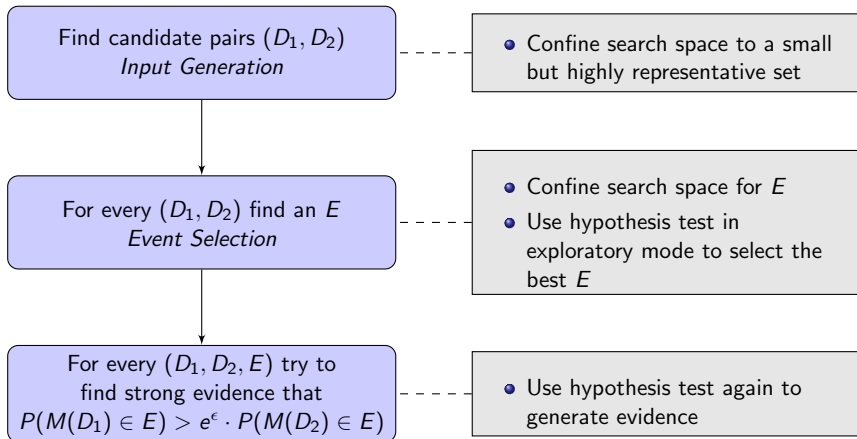 Find candidate pairs (D₁, D₂)
Input Generation
Confine search space to a small
but highly representative set
For every (D₁, D₂) find an E
Event Selection
Confine search space for E
Use hypothesis test in
exploratory mode to select the
best E
For every (D₁, D₂, E) try to
find strong evidence that
P(M(D₁) ∈ E) > e^ϵ · P(M(D₂) ∈ E)
Use hypothesis test again to
generate evidence